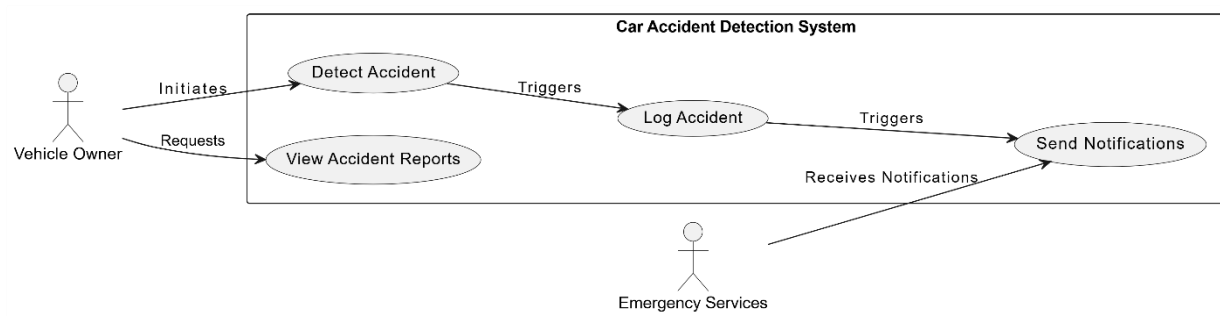 Car Accident Detection System
Detect Accident
Initiates
Triggers
Log Accident
Triggers
Vehicle Owner
Requests
View Accident Reports
Send Notifications
Receives Notifications
Emergency Services